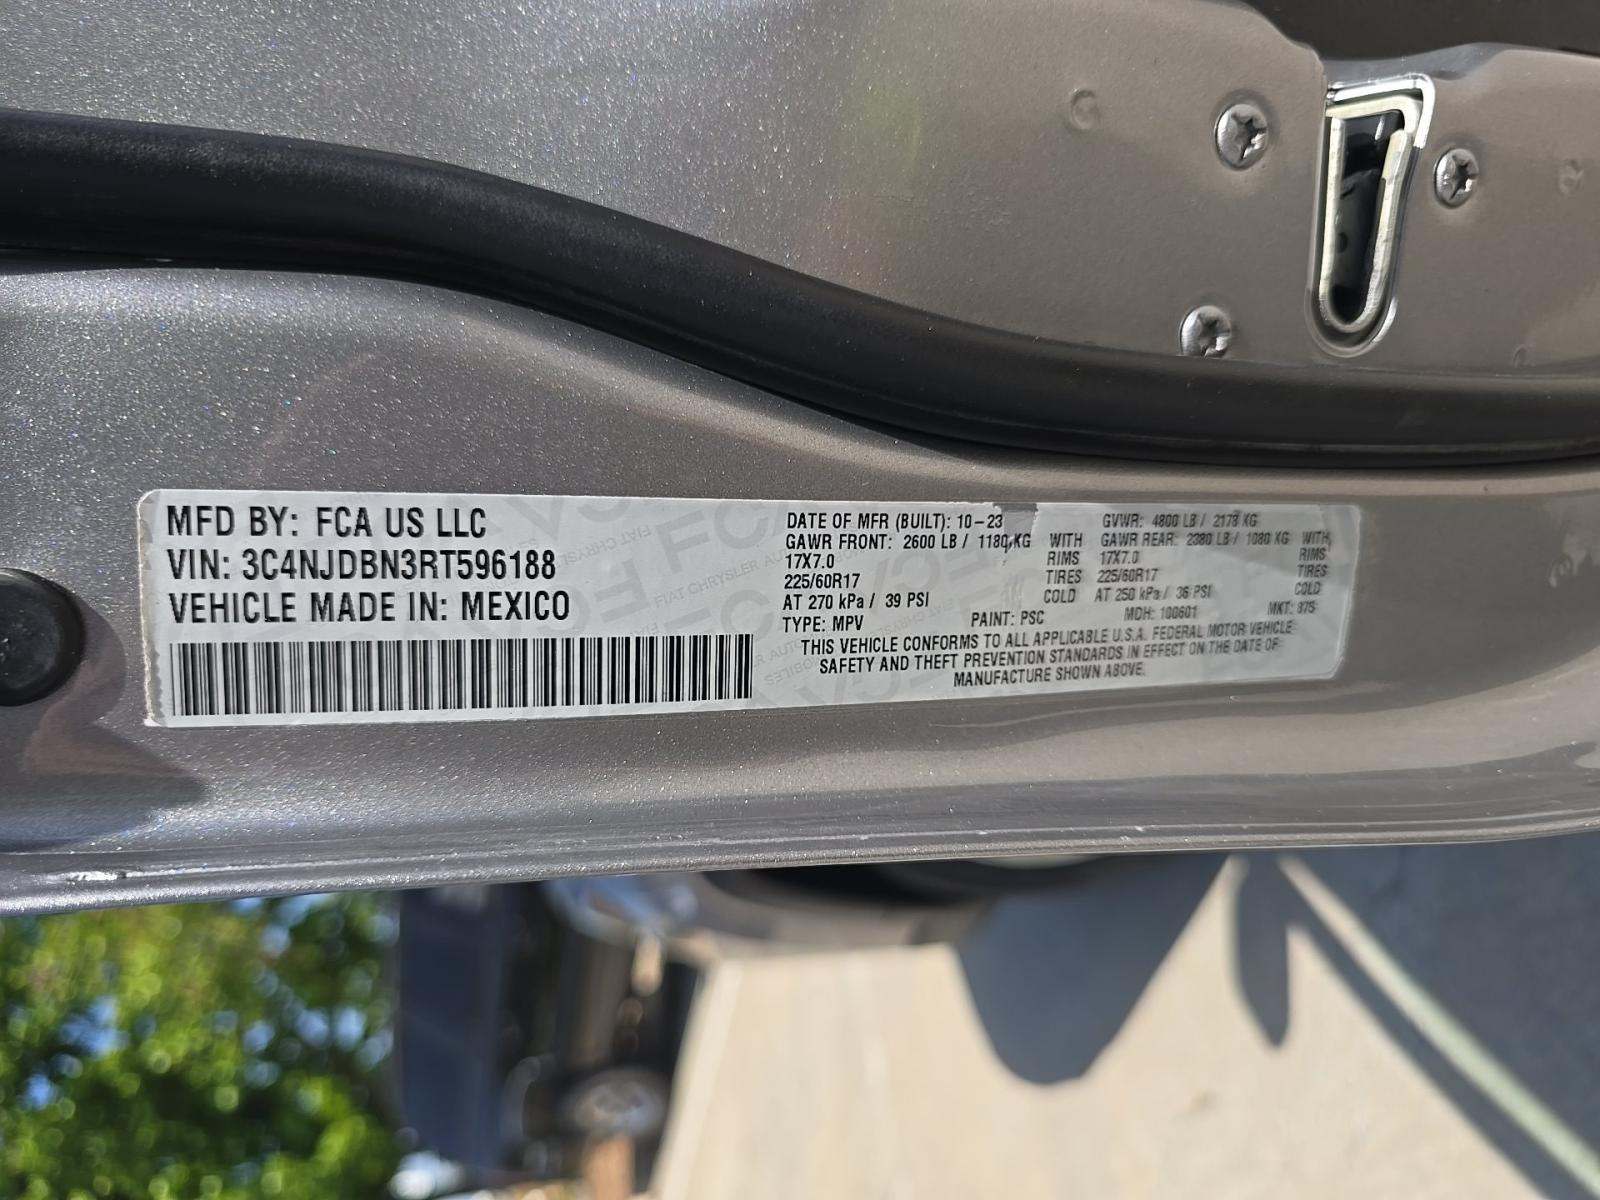 MFD BY: FCA US LLC
VIN: 3C4NJDBN3RT596188
VEHICLE MADE IN: MEXICO
DATE OF MFR (BUILT): 10-23 GVWR: 4800 LB / 2178 KG
GAWR FRONT: 2600 LB / 1180 KG WITH GAWR REAR: 2380 LB / 1080 KG WITH
17X7.0 RIMS 17X7.0 RIMS
225/60R17 TIRES 225/60R17 TIRES
AT 270 kPa / 39 PSI COLD AT 250 kPa / 36 PSI COLD
TYPE: MPV PAINT: PSC MDH: 100601 MKT: 875
THIS VEHICLE CONFORMS TO ALL APPLICABLE U.S.A. FEDERAL MOTOR VEHICLE
SAFETY AND THEFT PREVENTION STANDARDS IN EFFECT ON THE DATE OF
MANUFACTURE SHOWN ABOVE.